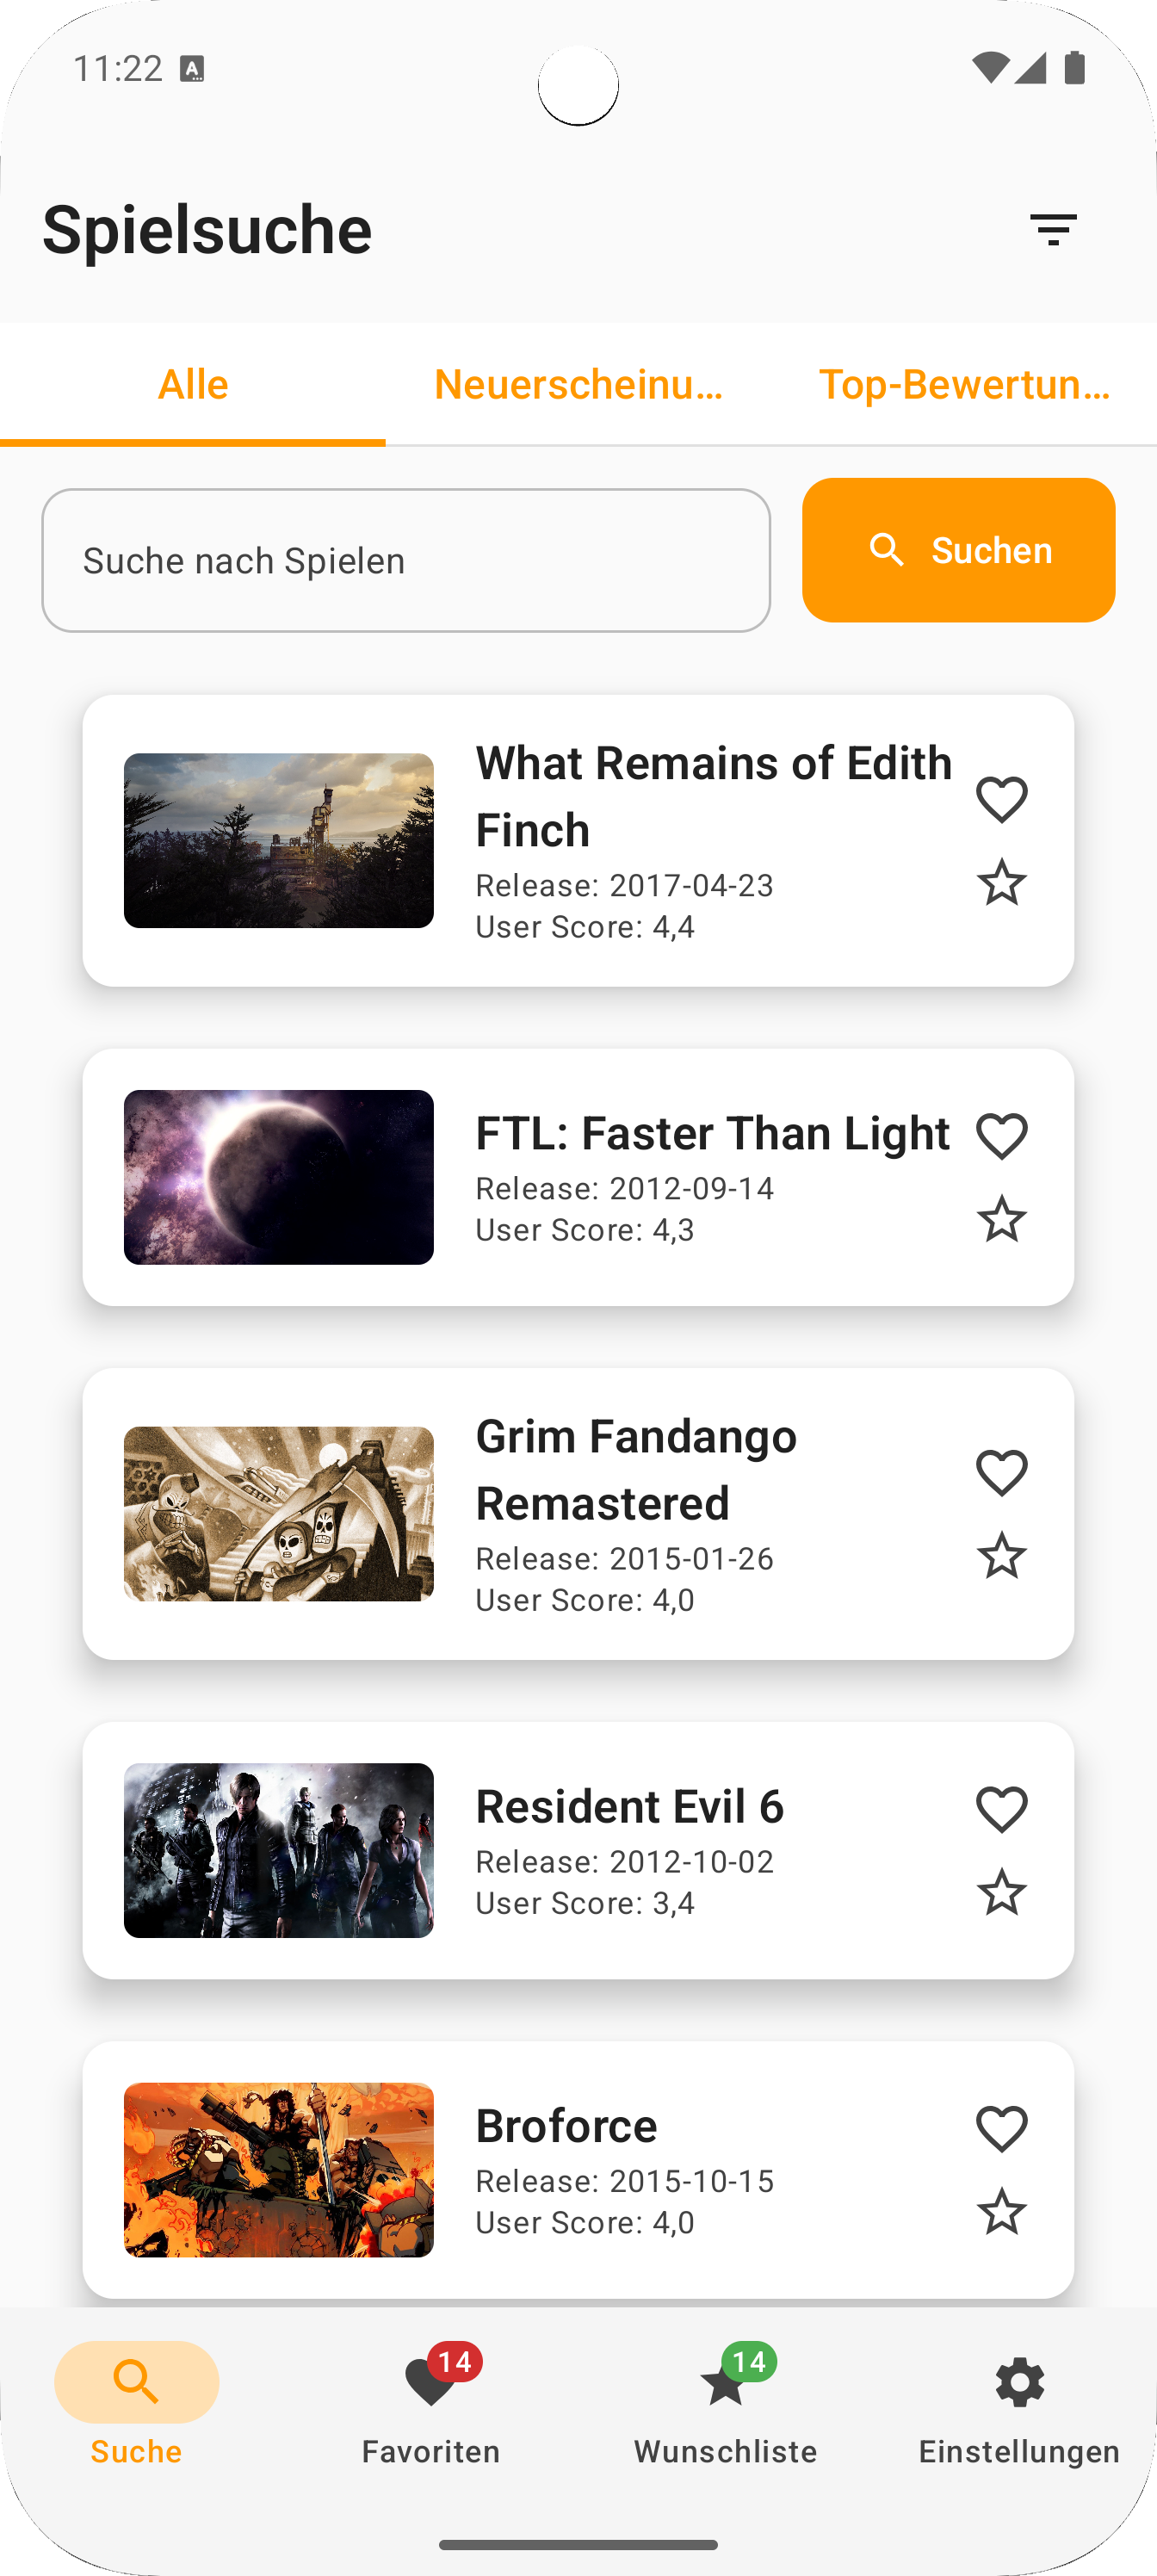 11:22
Spielsuche
Alle
Neuerscheinu...
Top-Bewertun...
Suche nach Spielen
Suchen
What Remains of Edith
Finch
Release: 2017-04-23
User Score: 4,4
FTL: Faster Than Light
Release: 2012-09-14
User Score: 4,3
Grim Fandango
Remastered
Release: 2015-01-26
User Score: 4,0
Resident Evil 6
Release: 2012-10-02
User Score: 3,4
Broforce
Release: 2015-10-15
User Score: 4,0
14
14
Suche
Favoriten
Wunschliste
Einstellungen